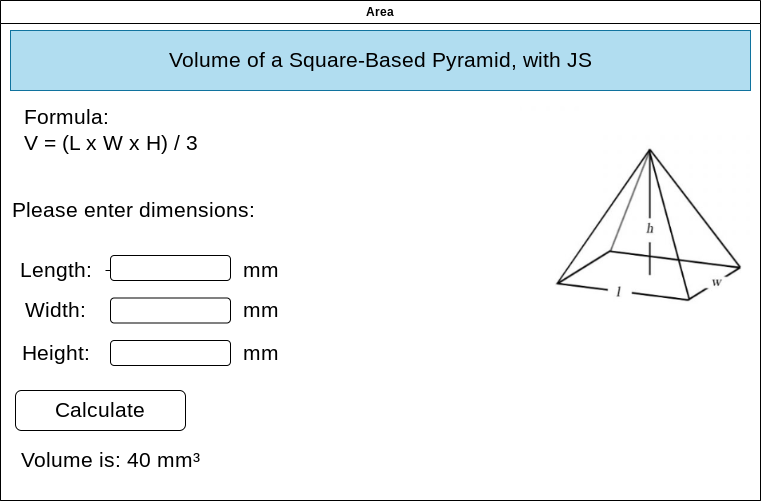 Area
Volume of a Square-Based Pyramid, with JS
Formula:
V = (L x W x H) / 3
Please enter dimensions:
Length: mm
Width: mm
Height: mm
Calculate
Volume is: 40 mm³
h
l
w